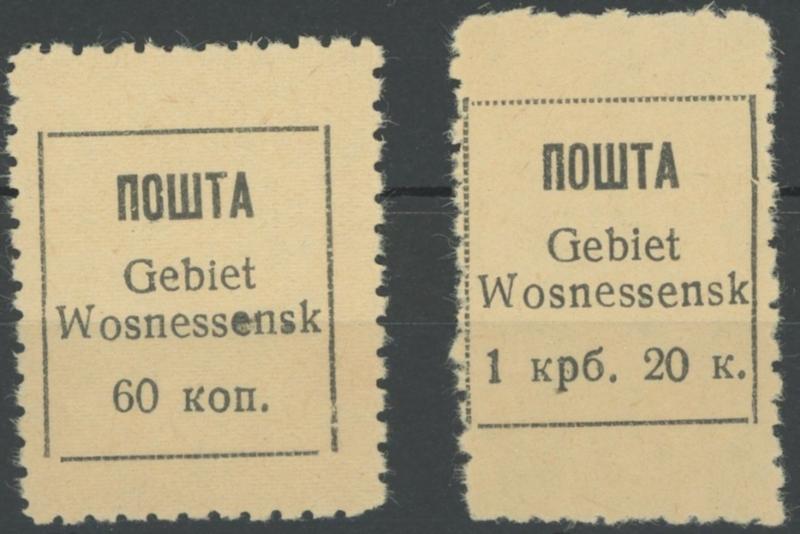 ПОШТА
Gebiet
Wosnessensk
60 коп.
ПОШТА
Gebiet
Wosnessensk
1 крб. 20 к.